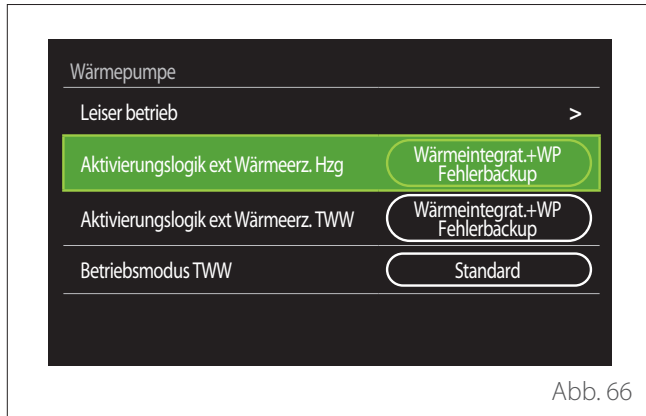 Wärmepumpe
Leiser betrieb >
Aktivierungslogik ext Wärmeerz. Hzg
Wärmeintegrat.+WP
Fehlerbackup
Aktivierungslogik ext Wärmeerz. TWW
Wärmeintegrat.+WP
Fehlerbackup
Betriebsmodus TWW
Standard
Abb. 66